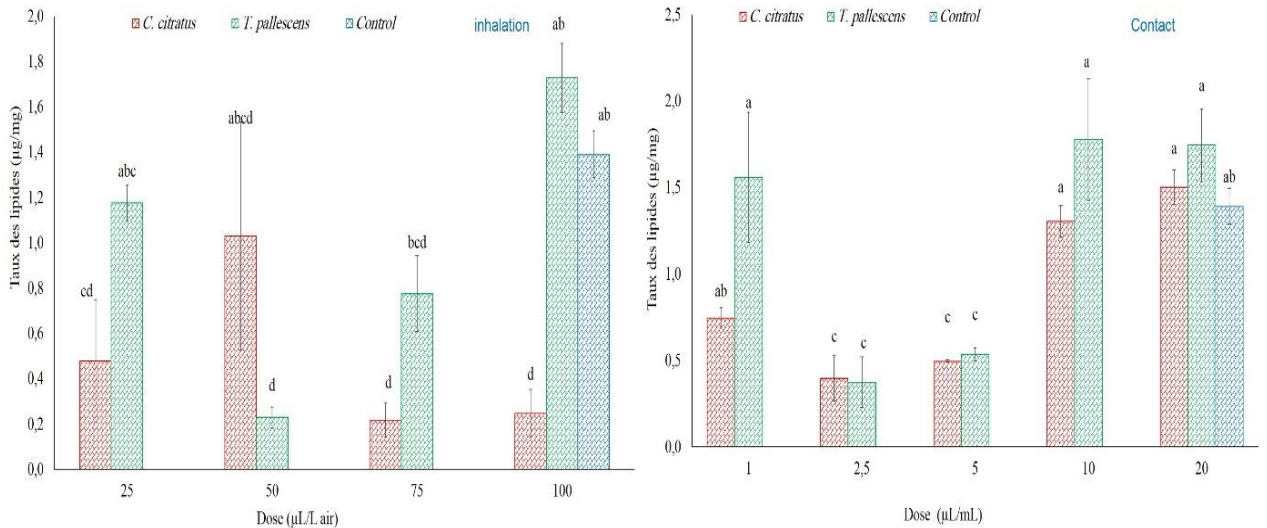 C. citratus T. pallescens Control inhalation
Taux des lipides (µg/mg)
2,0
1,8
1,6
1,4
1,2
1,0
0,8
0,6
0,4
0,2
0,0
cd
abc
abcd
d
d
bcd
d
ab
ab
25 50 75 100
Dose (µL/L air)
C. citratus T. pallescens Control Contact
Taux des lipides (µg/mg)
2,5
2,0
1,5
1,0
0,5
0,0
ab
a
c
c
c
c
a
a
a
a
ab
1 2,5 5 10 20
Dose (µL/mL)